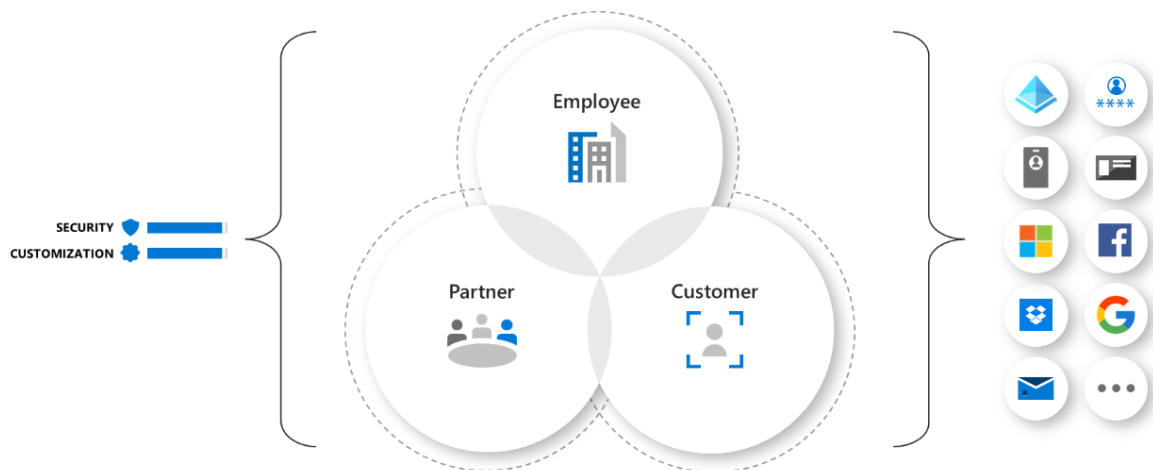 Employee
SECURITY
CUSTOMIZATION
Partner
Customer
****